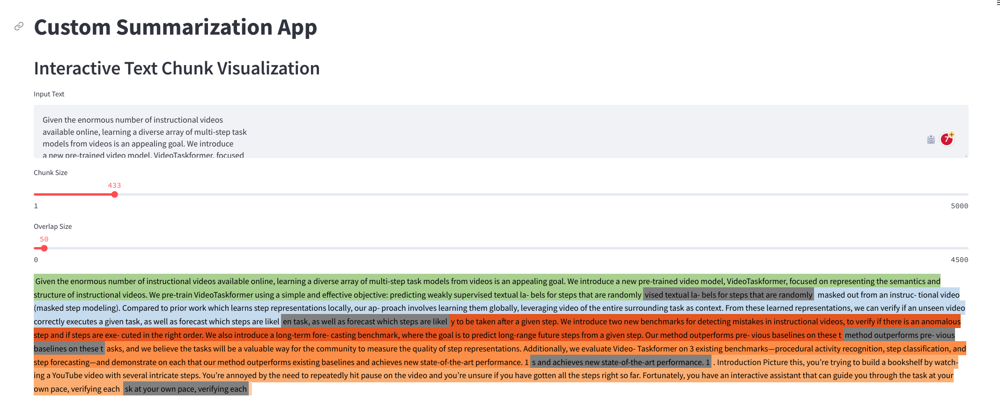 Custom Summarization App
Interactive Text Chunk Visualization
Input Text
Given the enormous number of instructional videos
available online, learning a diverse array of multi-step task
models from videos is an appealing goal. We introduce
a new pre-trained video model, VideoTaskformer, focused
7
Chunk Size
433
1
5000
Overlap Size
50
0
4500
Given the enormous number of instructional videos available online, learning a diverse array of multi-step task models from videos is an appealing goal. We introduce a new pre-trained video model, VideoTaskformer, focused on representing the semantics and
structure of instructional videos. We pre-train VideoTaskformer using a simple and effective objective: predicting weakly supervised textual la- bels for steps that are randomly vised textual la- bels for steps that are randomly masked out from an instruc- tional video
(masked step modeling). Compared to prior work which learns step representations locally, our ap- proach involves learning them globally, leveraging video of the entire surrounding task as context. From these learned representations, we can verify if an unseen video
correctly executes a given task, as well as forecast which steps are likel en task, as well as forecast which steps are likel y to be taken after a given step. We introduce two new benchmarks for detecting mistakes in instructional videos, to verify if there is an anomalous
step and if steps are exe- cuted in the right order. We also introduce a long-term fore- casting benchmark, where the goal is to predict long-range future steps from a given step. Our method outperforms pre- vious baselines on these t method outperforms pre- vious
baselines on these t asks, and we believe the tasks will be a valuable way for the community to measure the quality of step representations. Additionally, we evaluate Video- Taskformer on 3 existing benchmarks—procedural activity recognition, step classification, and
step forecasting—and demonstrate on each that our method outperforms existing baselines and achieves new state-of-the-art performance. 1 s and achieves new state-of-the-art performance. 1 . Introduction Picture this, you’re trying to build a bookshelf by watch-
ing a YouTube video with several intricate steps. You’re annoyed by the need to repeatedly hit pause on the video and you’re unsure if you have gotten all the steps right so far. Fortunately, you have an interactive assistant that can guide you through the task at your
own pace, verifying each sk at your own pace, verifying each